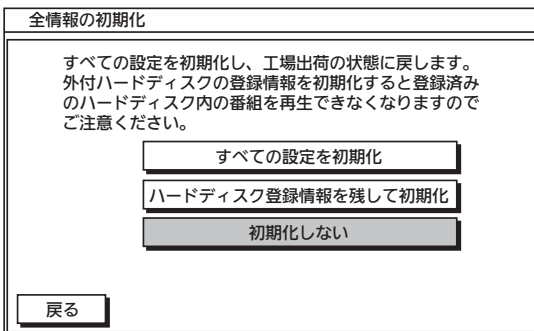 全情報の初期化
すべての設定を初期化し、工場出荷の状態に戻します。
外付ハードディスクの登録情報を初期化すると登録済み
のハードディスク内の番組を再生できなくなりますので
ご注意ください。
すべての設定を初期化
ハードディスク登録情報を残して初期化
初期化しない
戻る